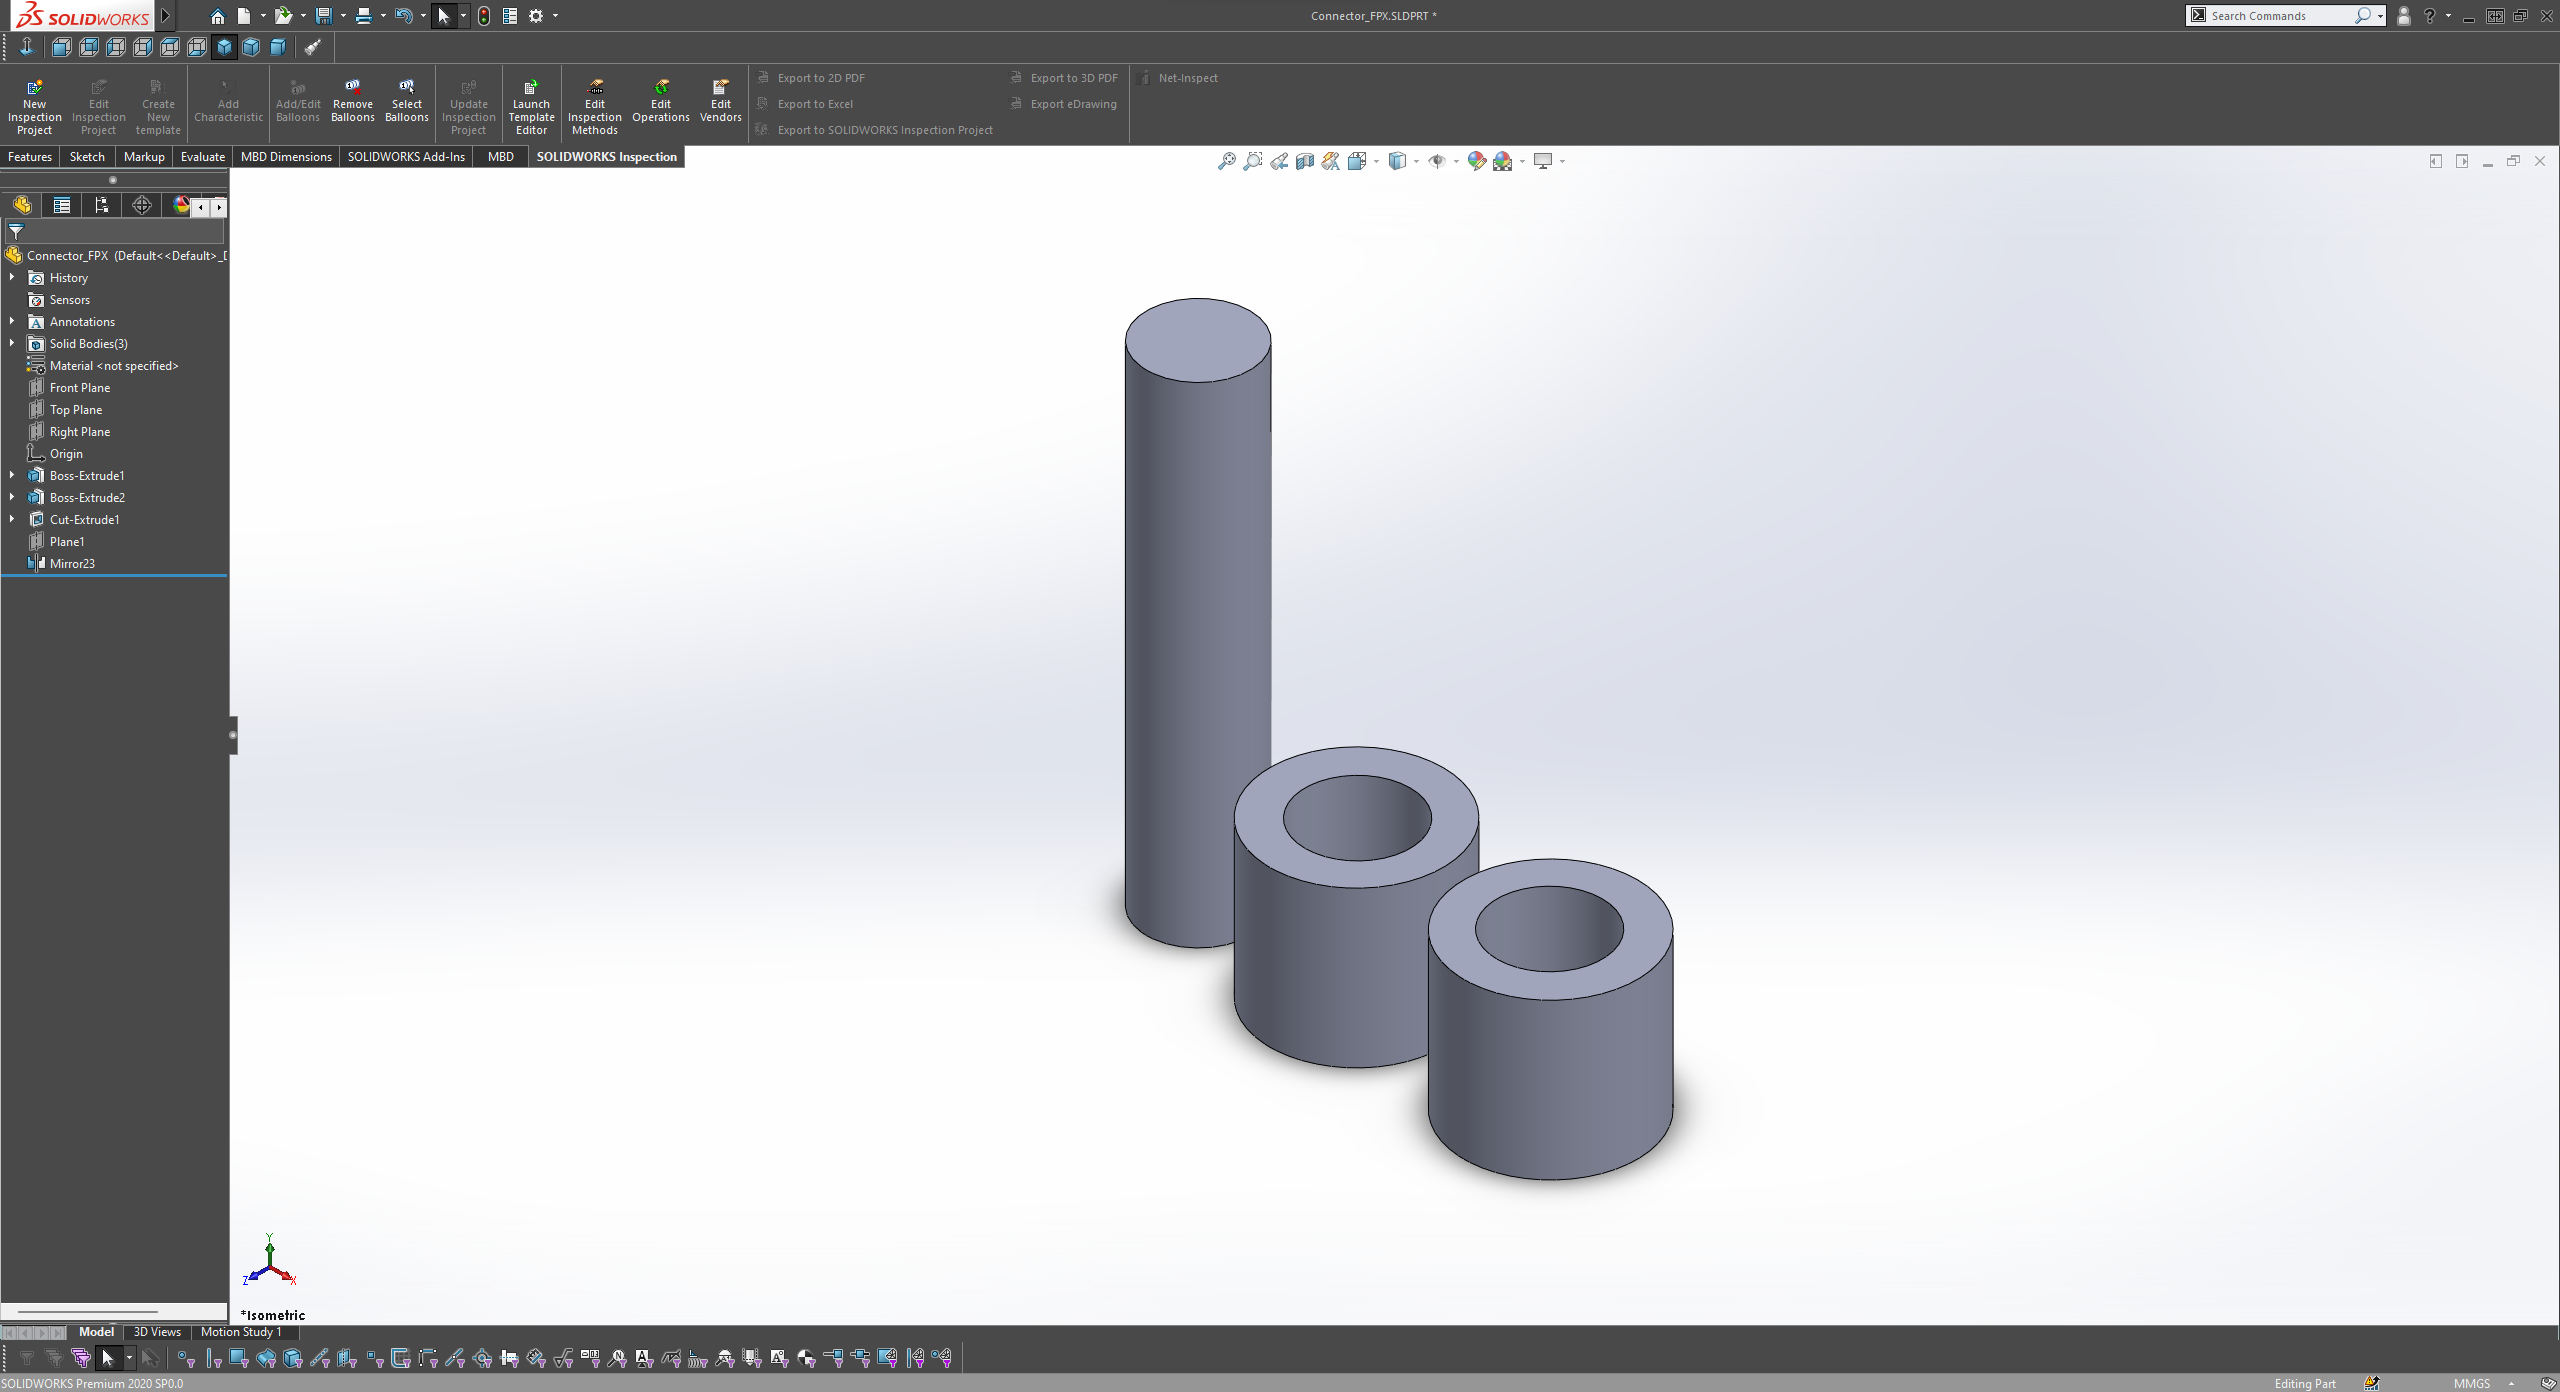 SOLIDWORKS
Connector_FPX.SLDPRT *
Search Commands
New Inspection Project
Edit Inspection Project
Create New template
Add Characteristic
Add/Edit Balloons
Remove Balloons
Select Balloons
Update Inspection Project
Launch Template Editor
Edit Inspection Methods
Edit Operations
Edit Vendors
Export to 2D PDF
Export to Excel
Export to SOLIDWORKS Inspection Project
Export to 3D PDF
Export eDrawing
Net-Inspect
Features Sketch Markup Evaluate MBD Dimensions SOLIDWORKS Add-Ins MBD SOLIDWORKS Inspection
Connector_FPX (Default<<Default>_D
History
Sensors
Annotations
Solid Bodies(3)
Material <not specified>
Front Plane
Top Plane
Right Plane
Origin
Boss-Extrude1
Boss-Extrude2
Cut-Extrude1
Plane1
Mirror23
Y
Z
X
*Isometric
Model 3D Views Motion Study 1
SOLIDWORKS Premium 2020 SP0.0
Editing Part
MMGS